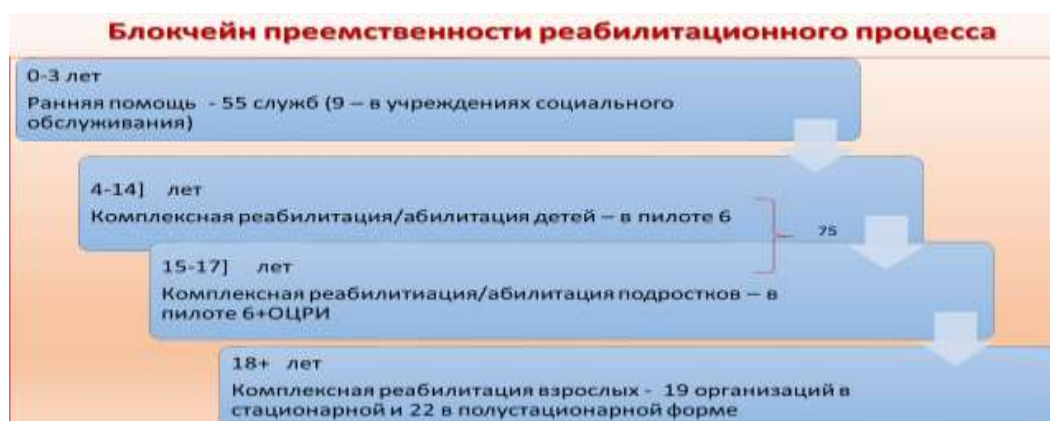 Блокчейн преемственности реабилитационного процесса
0-3 лет
Ранняя помощь - 55 служб (9 – в учреждениях социального
обслуживания)
4-14] лет
Комплексная реабилитация/абилитация детей – в пилоте 6
75
15-17] лет
Комплексная реабилитиация/абилитация подростков – в
пилоте 6+ОЦРИ
18+ лет
Комплексная реабилитация взрослых - 19 организаций в
стационарной и 22 в полустационарной форме